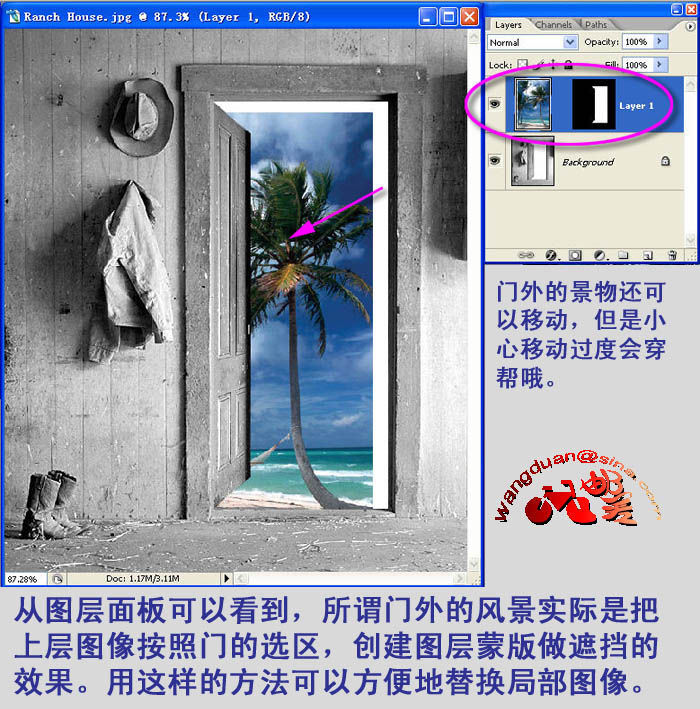 Ranch House.jpg @ 87.3% (Layer 1, RGB/8)
Layers Channels Paths
Normal Opacity: 100%
Lock: Fill: 100%
Layer 1
Background
门外的景物还可
以移动，但是小
心移动过度会穿
帮哦。
wangduan@sina.com
87.28% Doc: 1.17M/3.11M
从图层面板可以看到，所谓门外的风景实际是把
上层图像按照门的选区，创建图层蒙版做遮挡的
效果。用这样的方法可以方便地替换局部图像。